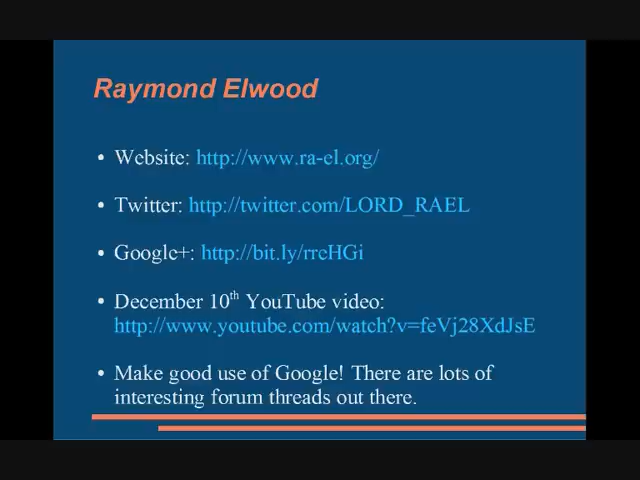 Raymond Elwood
• Website: http://www.ra-el.org/
• Twitter: http://twitter.com/LORD_RAEL
• Google+: http://bit.ly/rrcHGi
• December 10th YouTube video:
http://www.youtube.com/watch?v=feVj28XdJsE
• Make good use of Google! There are lots of
interesting forum threads out there.